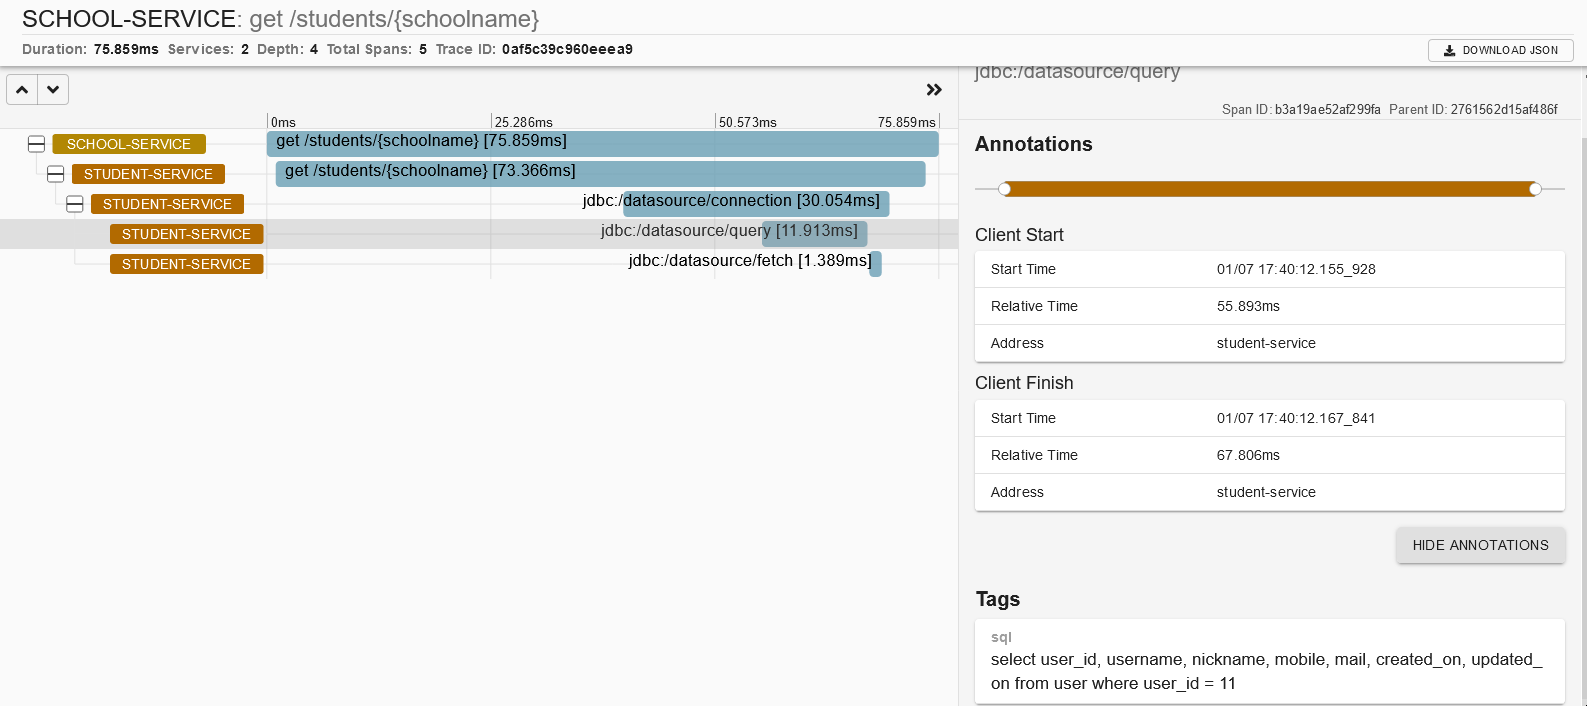 SCHOOL-SERVICE: get /students/{schoolname}
Duration: 75.859ms Services: 2 Depth: 4 Total Spans: 5 Trace ID: 0af5c39c960eeea9
DOWNLOAD JSON
0ms 25.286ms 50.573ms 75.859ms
SCHOOL-SERVICE get /students/{schoolname} [75.859ms]
STUDENT-SERVICE get /students/{schoolname} [73.366ms]
STUDENT-SERVICE jdbc:/datasource/connection [30.054ms]
STUDENT-SERVICE jdbc:/datasource/query [11.913ms]
STUDENT-SERVICE jdbc:/datasource/fetch [1.389ms]
jdbc:/datasource/query
Span ID: b3a19ae52af299fa Parent ID: 2761562d15af486f
Annotations
Client Start
Start Time 01/07 17:40:12.155_928
Relative Time 55.893ms
Address student-service
Client Finish
Start Time 01/07 17:40:12.167_841
Relative Time 67.806ms
Address student-service
HIDE ANNOTATIONS
Tags
sql
select user_id, username, nickname, mobile, mail, created_on, updated_
on from user where user_id = 11